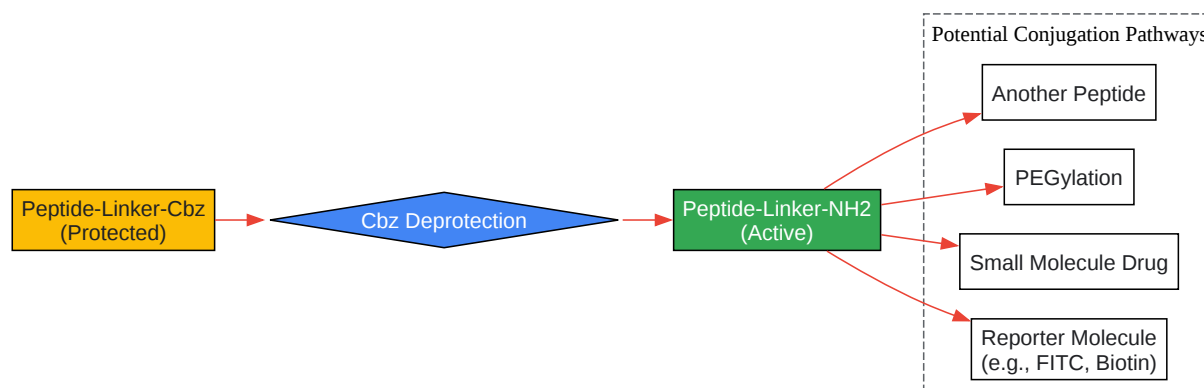 Potential Conjugation Pathways
Another Peptide
PEGylation
Peptide-Linker-Cbz
(Protected)
Cbz Deprotection
Peptide-Linker-NH2
(Active)
Small Molecule Drug
Reporter Molecule
(e.g., FITC, Biotin)